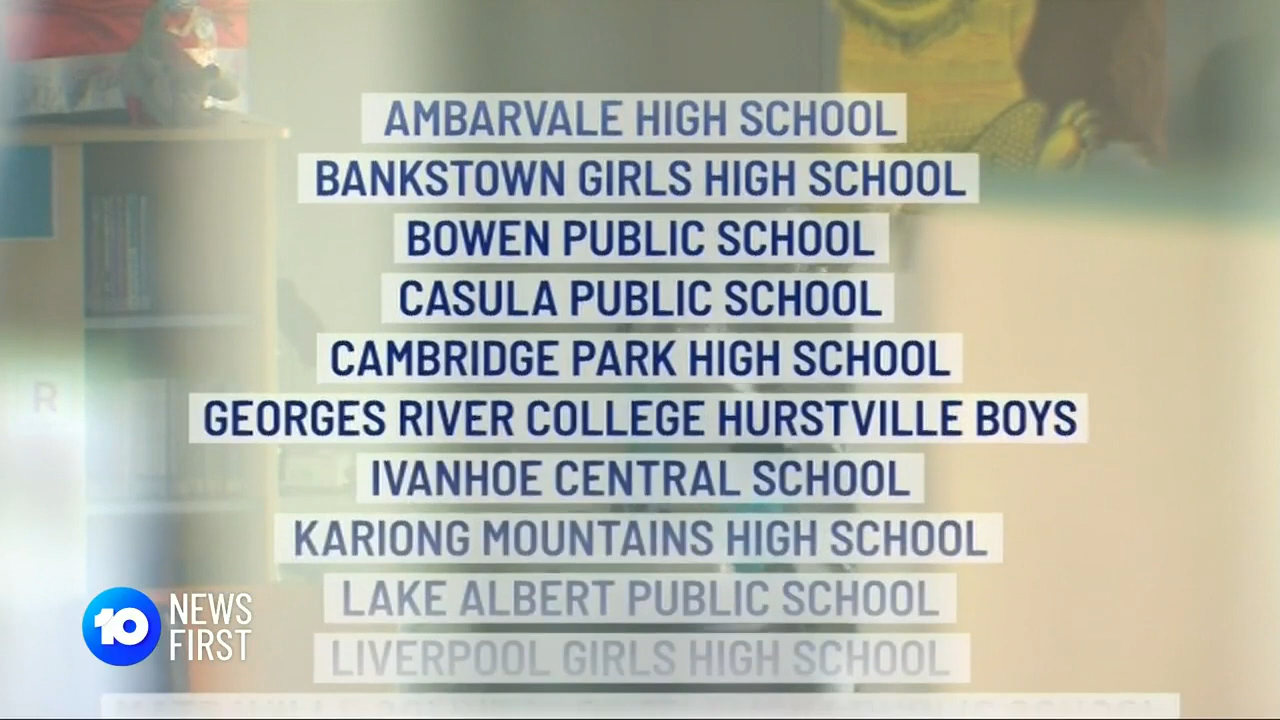 AMBARVALE HIGH SCHOOL
BANKSTOWN GIRLS HIGH SCHOOL
BOWEN PUBLIC SCHOOL
CASULA PUBLIC SCHOOL
CAMBRIDGE PARK HIGH SCHOOL
GEORGES RIVER COLLEGE HURSTVILLE BOYS
IVANHOE CENTRAL SCHOOL
R
KARIONG MOUNTAINS HIGH SCHOOL
LAKE ALBERT PUBLIC SCHOOL
LIVERPOOL GIRLS HIGH SCHOOL
10 NEWS
FIRST